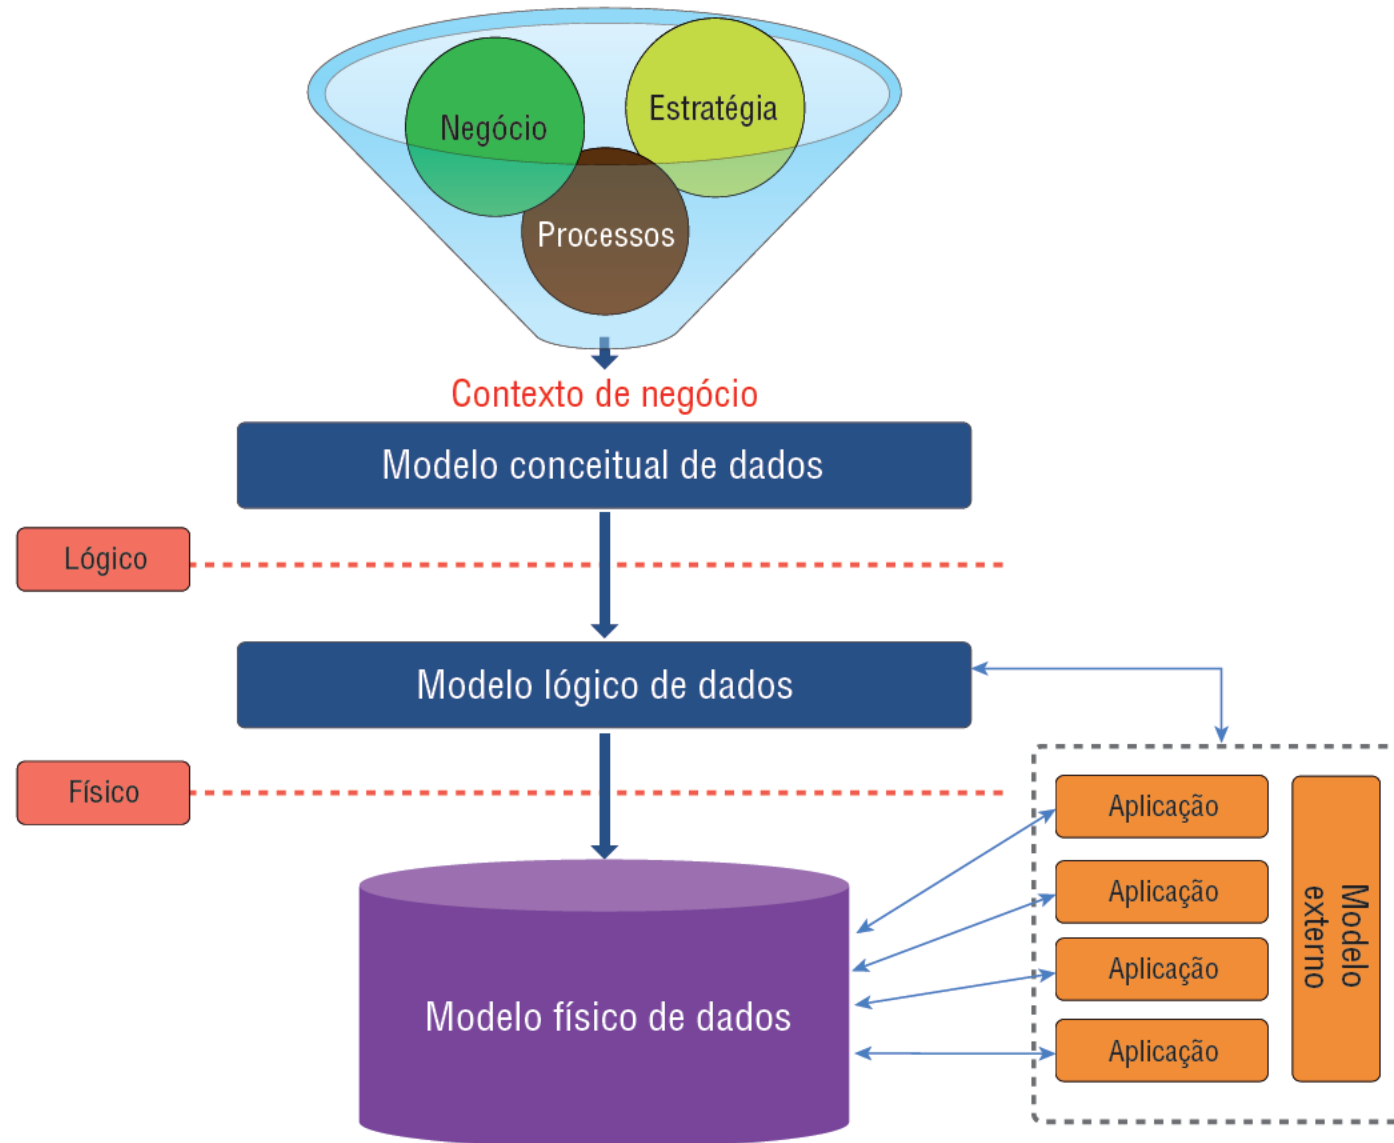 Negócio
Estratégia
Processos
Contexto de negócio
Modelo conceitual de dados
Lógico
Modelo lógico de dados
Físico
Aplicação
Aplicação
Aplicação
Aplicação
Modelo
externo
Modelo físico de dados